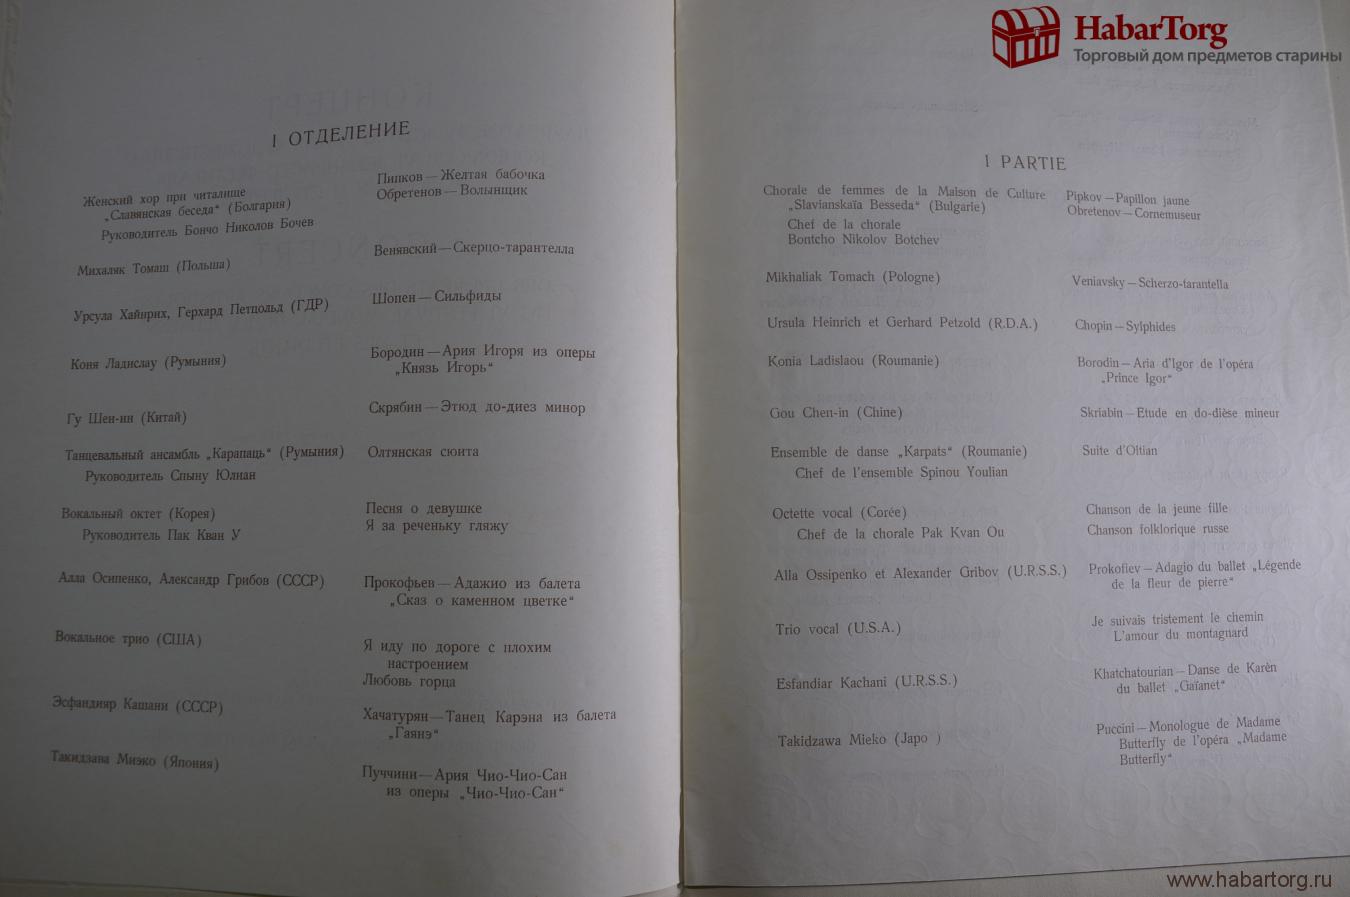 HabarTorg
Торговый дом предметов старины
I ОТДЕЛЕНИЕ
Женский хор при читалище
„Славянская беседа“ (Болгария)
Руководитель Бончо Николов Бочев
Пипков — Желтая бабочка
Обретенов — Волынщик
Михаляк Томаш (Польша)
Венявский — Скерцо-тарантелла
Урсула Хайнрих, Герхард Петцольд (ГДР)
Шопен — Сильфиды
Коня Ладислау (Румыния)
Бородин — Ария Игоря из оперы
„Князь Игорь“
Гу Шен-ин (Китай)
Скрябин — Этюд до-диез минор
Танцевальный ансамбль „Карапаць“ (Румыния)
Руководитель Спыну Юлиан
Олтянская сюита
Вокальный октет (Корея)
Руководитель Пак Кван У
Песня о девушке
Я за реченьку гляжу
Алла Осипенко, Александр Грибов (СССР)
Прокофьев — Адажио из балета
„Сказ о каменном цветке“
Вокальное трио (США)
Я иду по дороге с плохим
настроением
Любовь горца
Эсфандияр Кашани (СССР)
Хачатурян — Танец Карэна из балета
„Гаянэ“
Такидзава Миэко (Япония)
Пуччини — Ария Чио-Чио-Сан
из оперы „Чио-Чио-Сан“
I PARTIE
Chorale de femmes de la Maison de Culture
„Slavianskaïa Besseda“ (Bulgarie)
Chef de la chorale
Bontcho Nikolov Botchev
Pipkov — Papillon jaune
Obretenov — Cornemuseur
Mikhaliak Tomach (Pologne)
Veniavsky — Scherzo-tarantella
Ursula Heinrich et Gerhard Petzold (R.D.A.)
Chopin — Sylphides
Konia Ladislaou (Roumanie)
Borodin — Aria d'Igor de l'opéra
„Prince Igor“
Gou Chen-in (Chine)
Skriabin — Etude en do-dièse mineur
Ensemble de danse „Karpats“ (Roumanie)
Chef de l'ensemble Spinou Youlian
Suite d'Oltian
Octette vocal (Corée)
Chef de la chorale Pak Kvan Ou
Chanson de la jeune fille
Chanson folklorique russe
Alla Ossipenko et Alexander Gribov (U.R.S.S.)
Prokofiev — Adagio du ballet „Légende
de la fleur de pierre“
Trio vocal (U.S.A.)
Je suivais tristement le chemin
L'amour du montagnard
Esfandiar Kachani (U.R.S.S.)
Khatchatourian — Danse de Karèn
du ballet „Gaïanet“
Takidzawa Mieko (Japo )
Puccini — Monologue de Madame
Butterfly de l'opéra „Madame
Butterfly“
www.habartorg.ru